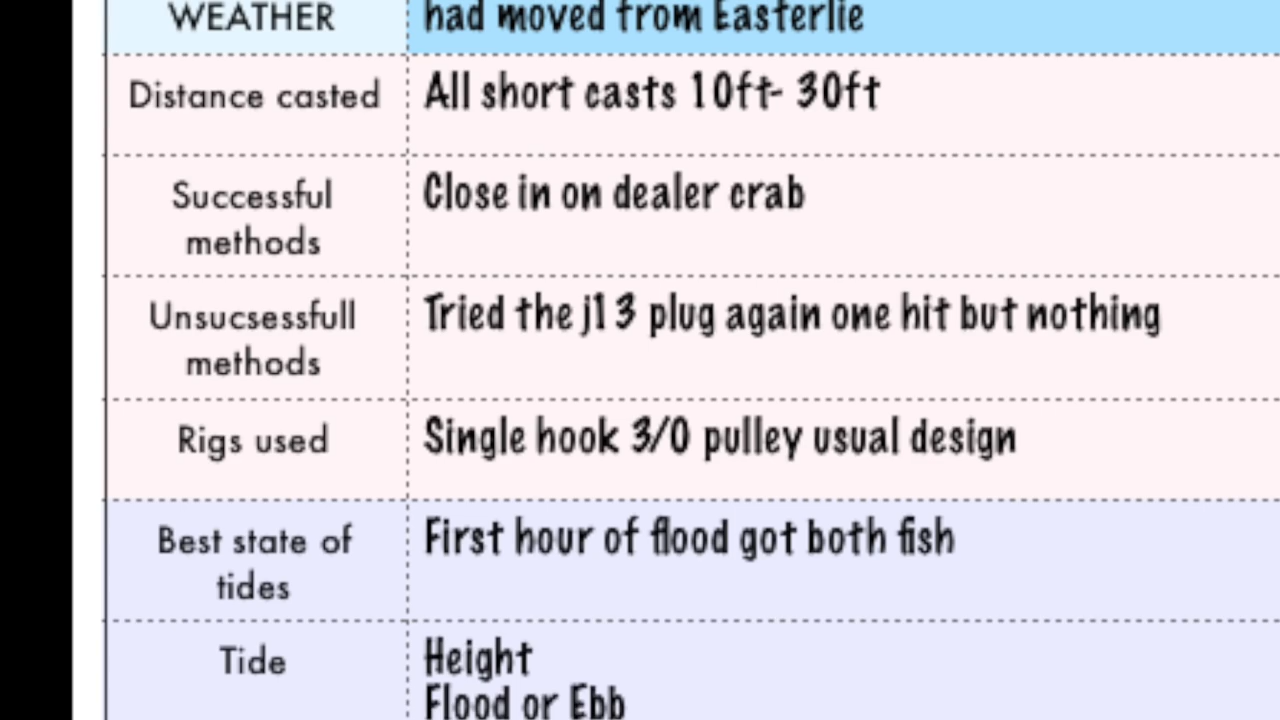 WEATHER had moved from Easterlie
Distance casted All short casts 10ft- 30ft
Successful Close in on dealer crab
methods
Unsucsessfull Tried the j13 plug again one hit but nothing
methods
Rigs used Single hook 3/0 pulley usual design
Best state of First hour of flood got both fish
tides
Tide Height
Flood or Ebb